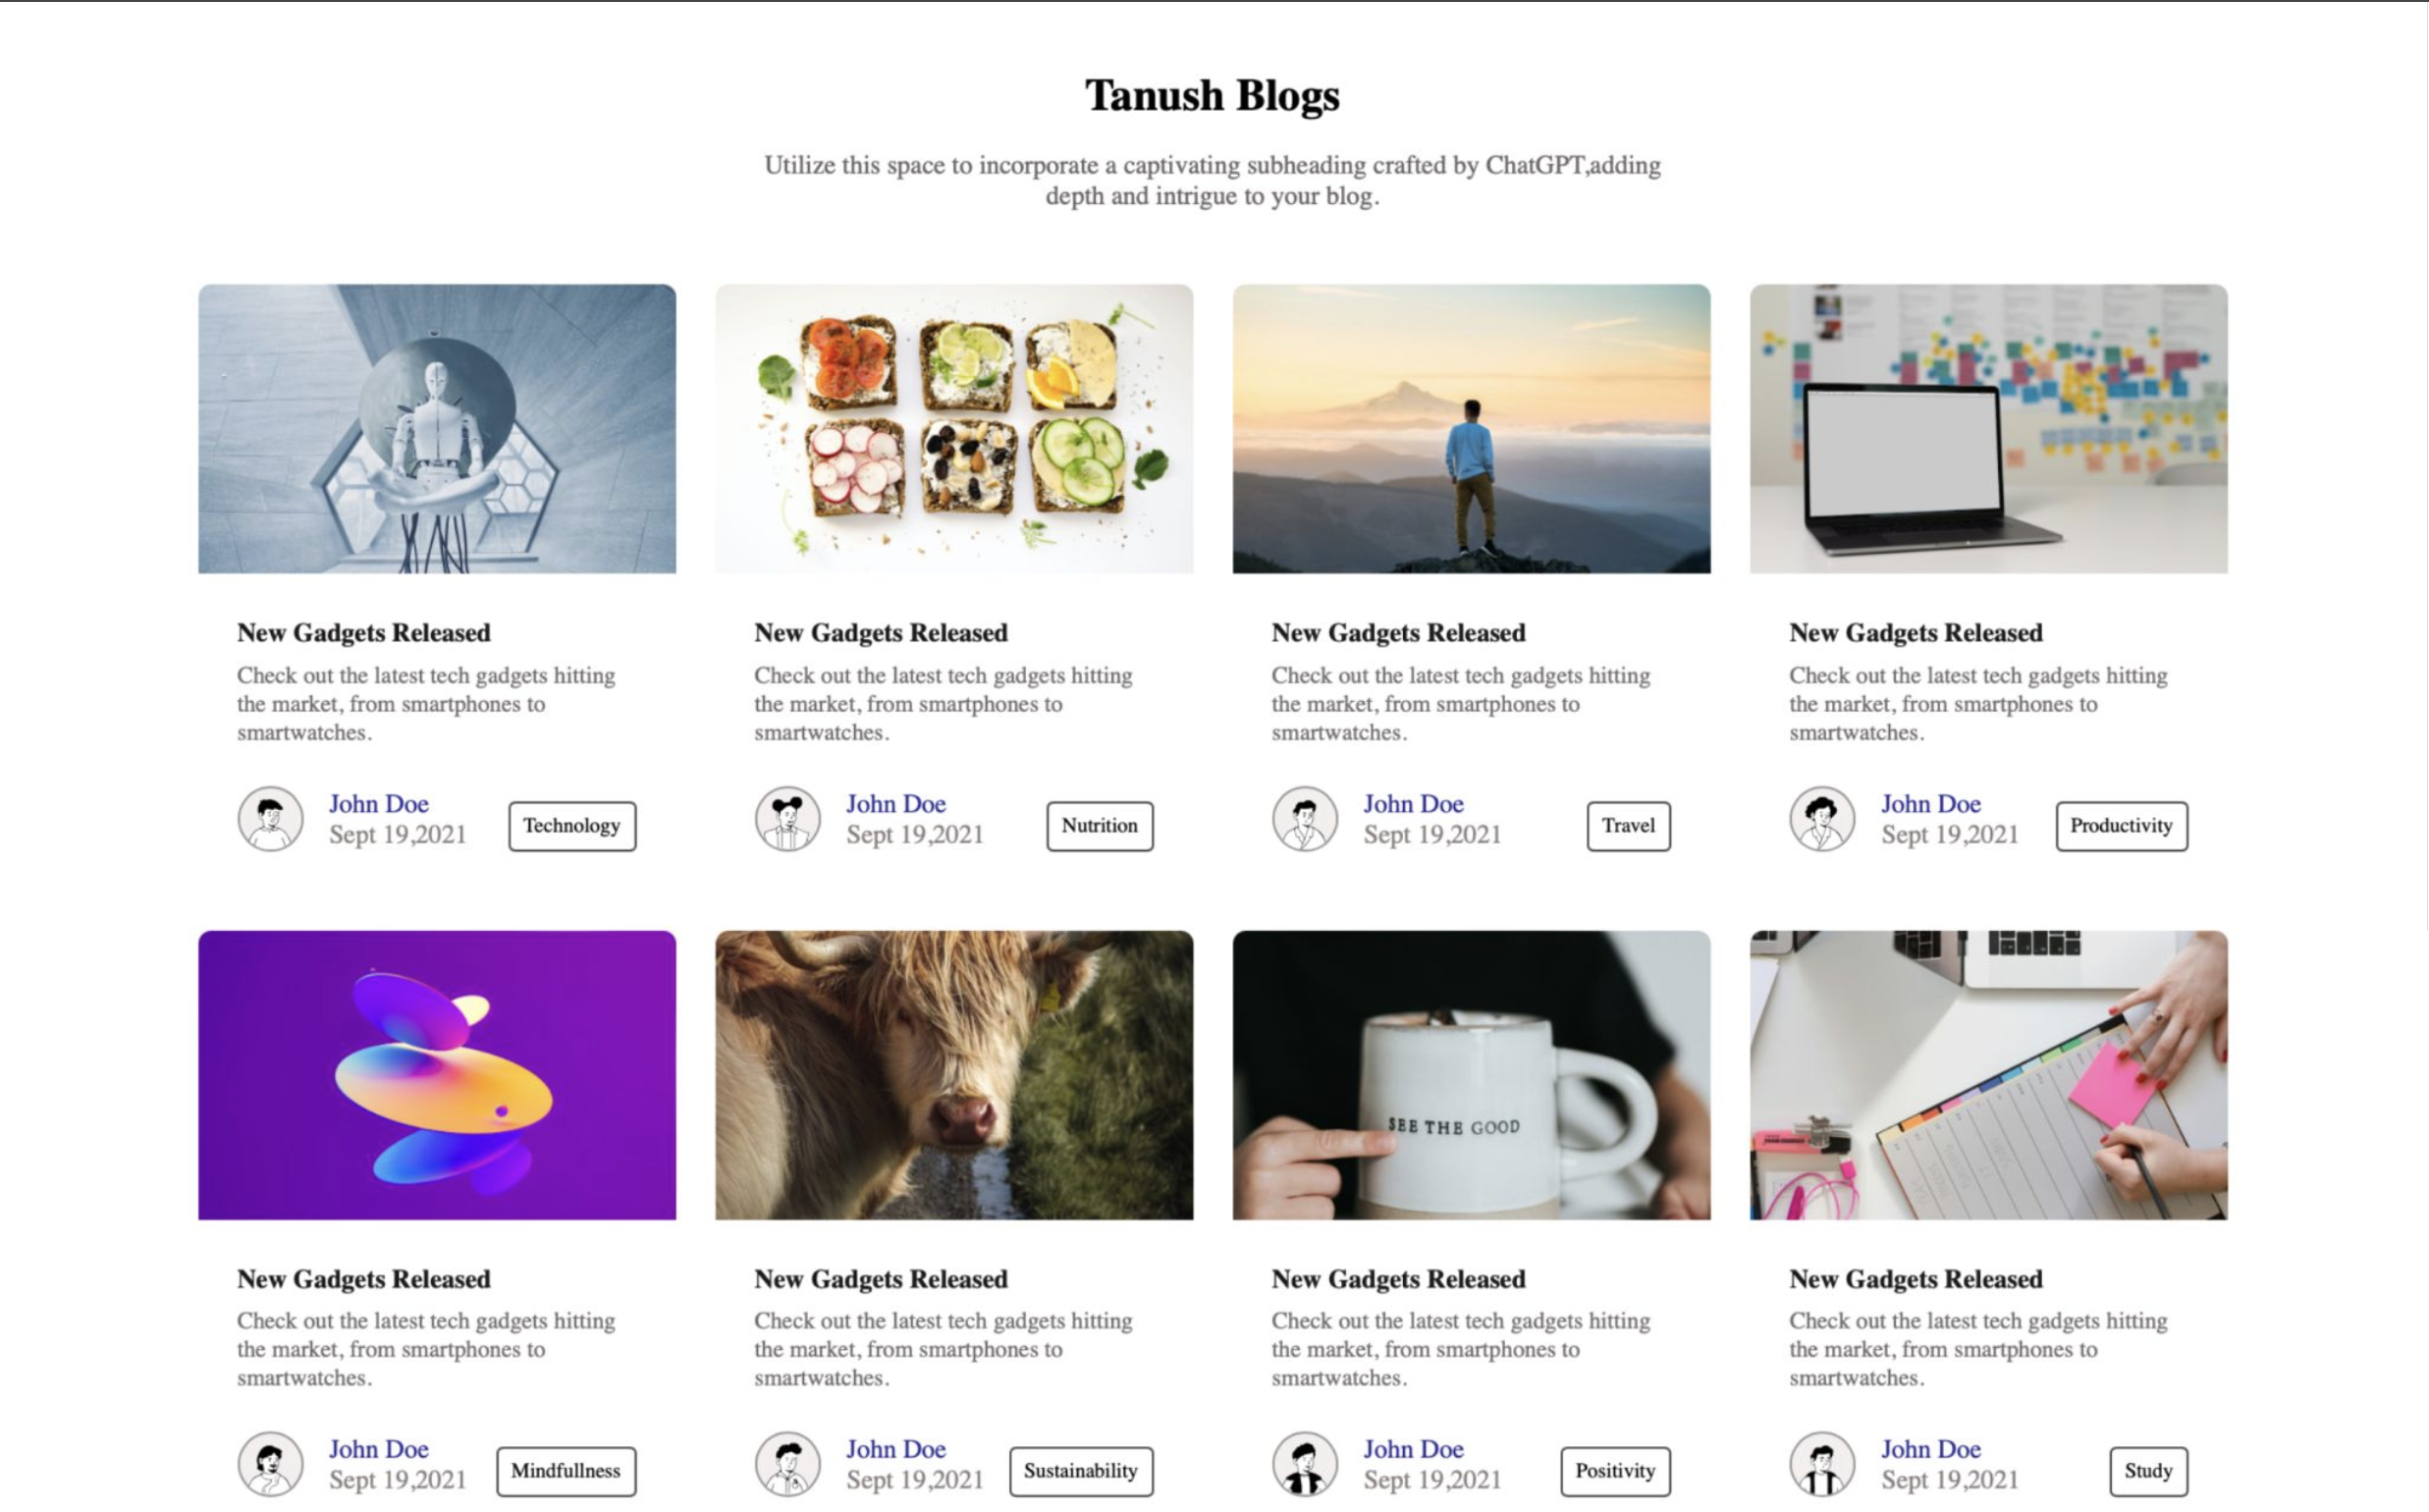 Tanush Blogs
Utilize this space to incorporate a captivating subheading crafted by ChatGPT,adding
depth and intrigue to your blog.
New Gadgets Released
Check out the latest tech gadgets hitting
the market, from smartphones to
smartwatches.
John Doe
Sept 19,2021
Technology
New Gadgets Released
Check out the latest tech gadgets hitting
the market, from smartphones to
smartwatches.
John Doe
Sept 19,2021
Nutrition
New Gadgets Released
Check out the latest tech gadgets hitting
the market, from smartphones to
smartwatches.
John Doe
Sept 19,2021
Travel
New Gadgets Released
Check out the latest tech gadgets hitting
the market, from smartphones to
smartwatches.
John Doe
Sept 19,2021
Productivity
New Gadgets Released
Check out the latest tech gadgets hitting
the market, from smartphones to
smartwatches.
John Doe
Sept 19,2021
Mindfullness
New Gadgets Released
Check out the latest tech gadgets hitting
the market, from smartphones to
smartwatches.
John Doe
Sept 19,2021
Sustainability
SEE THE GOOD
New Gadgets Released
Check out the latest tech gadgets hitting
the market, from smartphones to
smartwatches.
John Doe
Sept 19,2021
Positivity
New Gadgets Released
Check out the latest tech gadgets hitting
the market, from smartphones to
smartwatches.
John Doe
Sept 19,2021
Study